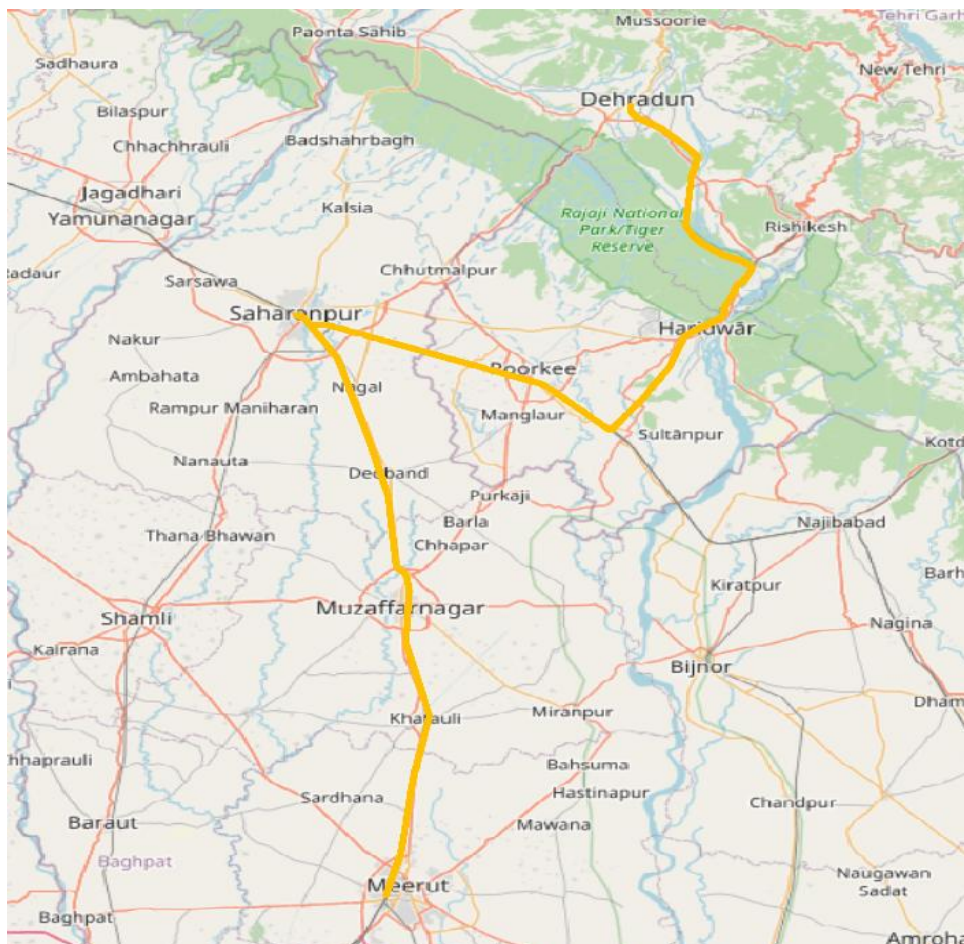 Mussoorie
Tehri Garh
Paonta Sahib
Sadhaura
New Tehri
Dehradun
Bilaspur
Badshahrbagh
Chhachhrauli
Jagadhari
Yamunanagar
Kalsia
Rajaji National
Park/Tiger
Reserve
Rishikesh
Radaur
Sarsawa
Chhutmalpur
Saharanpur
Haridwār
Nakur
Roorkee
Ambahata
Nagal
Rampur Maniharan
Manglaur
Sultānpur
Kotd
Nanauta
Deoband
Purkaji
Thana Bhawan
Barla
Najibabad
Chhapar
Barh
Kiratpur
Muzaffarnagar
Shamli
Nagina
Kairana
Bijnor
Dham
Khatauli
Miranpur
Chhaprauli
Bahsuma
Sardhana
Hastinapur
Chandpur
Baraut
Mawana
Baghpat
Meerut
Naugawan
Sadat
Baghpat
Amroha